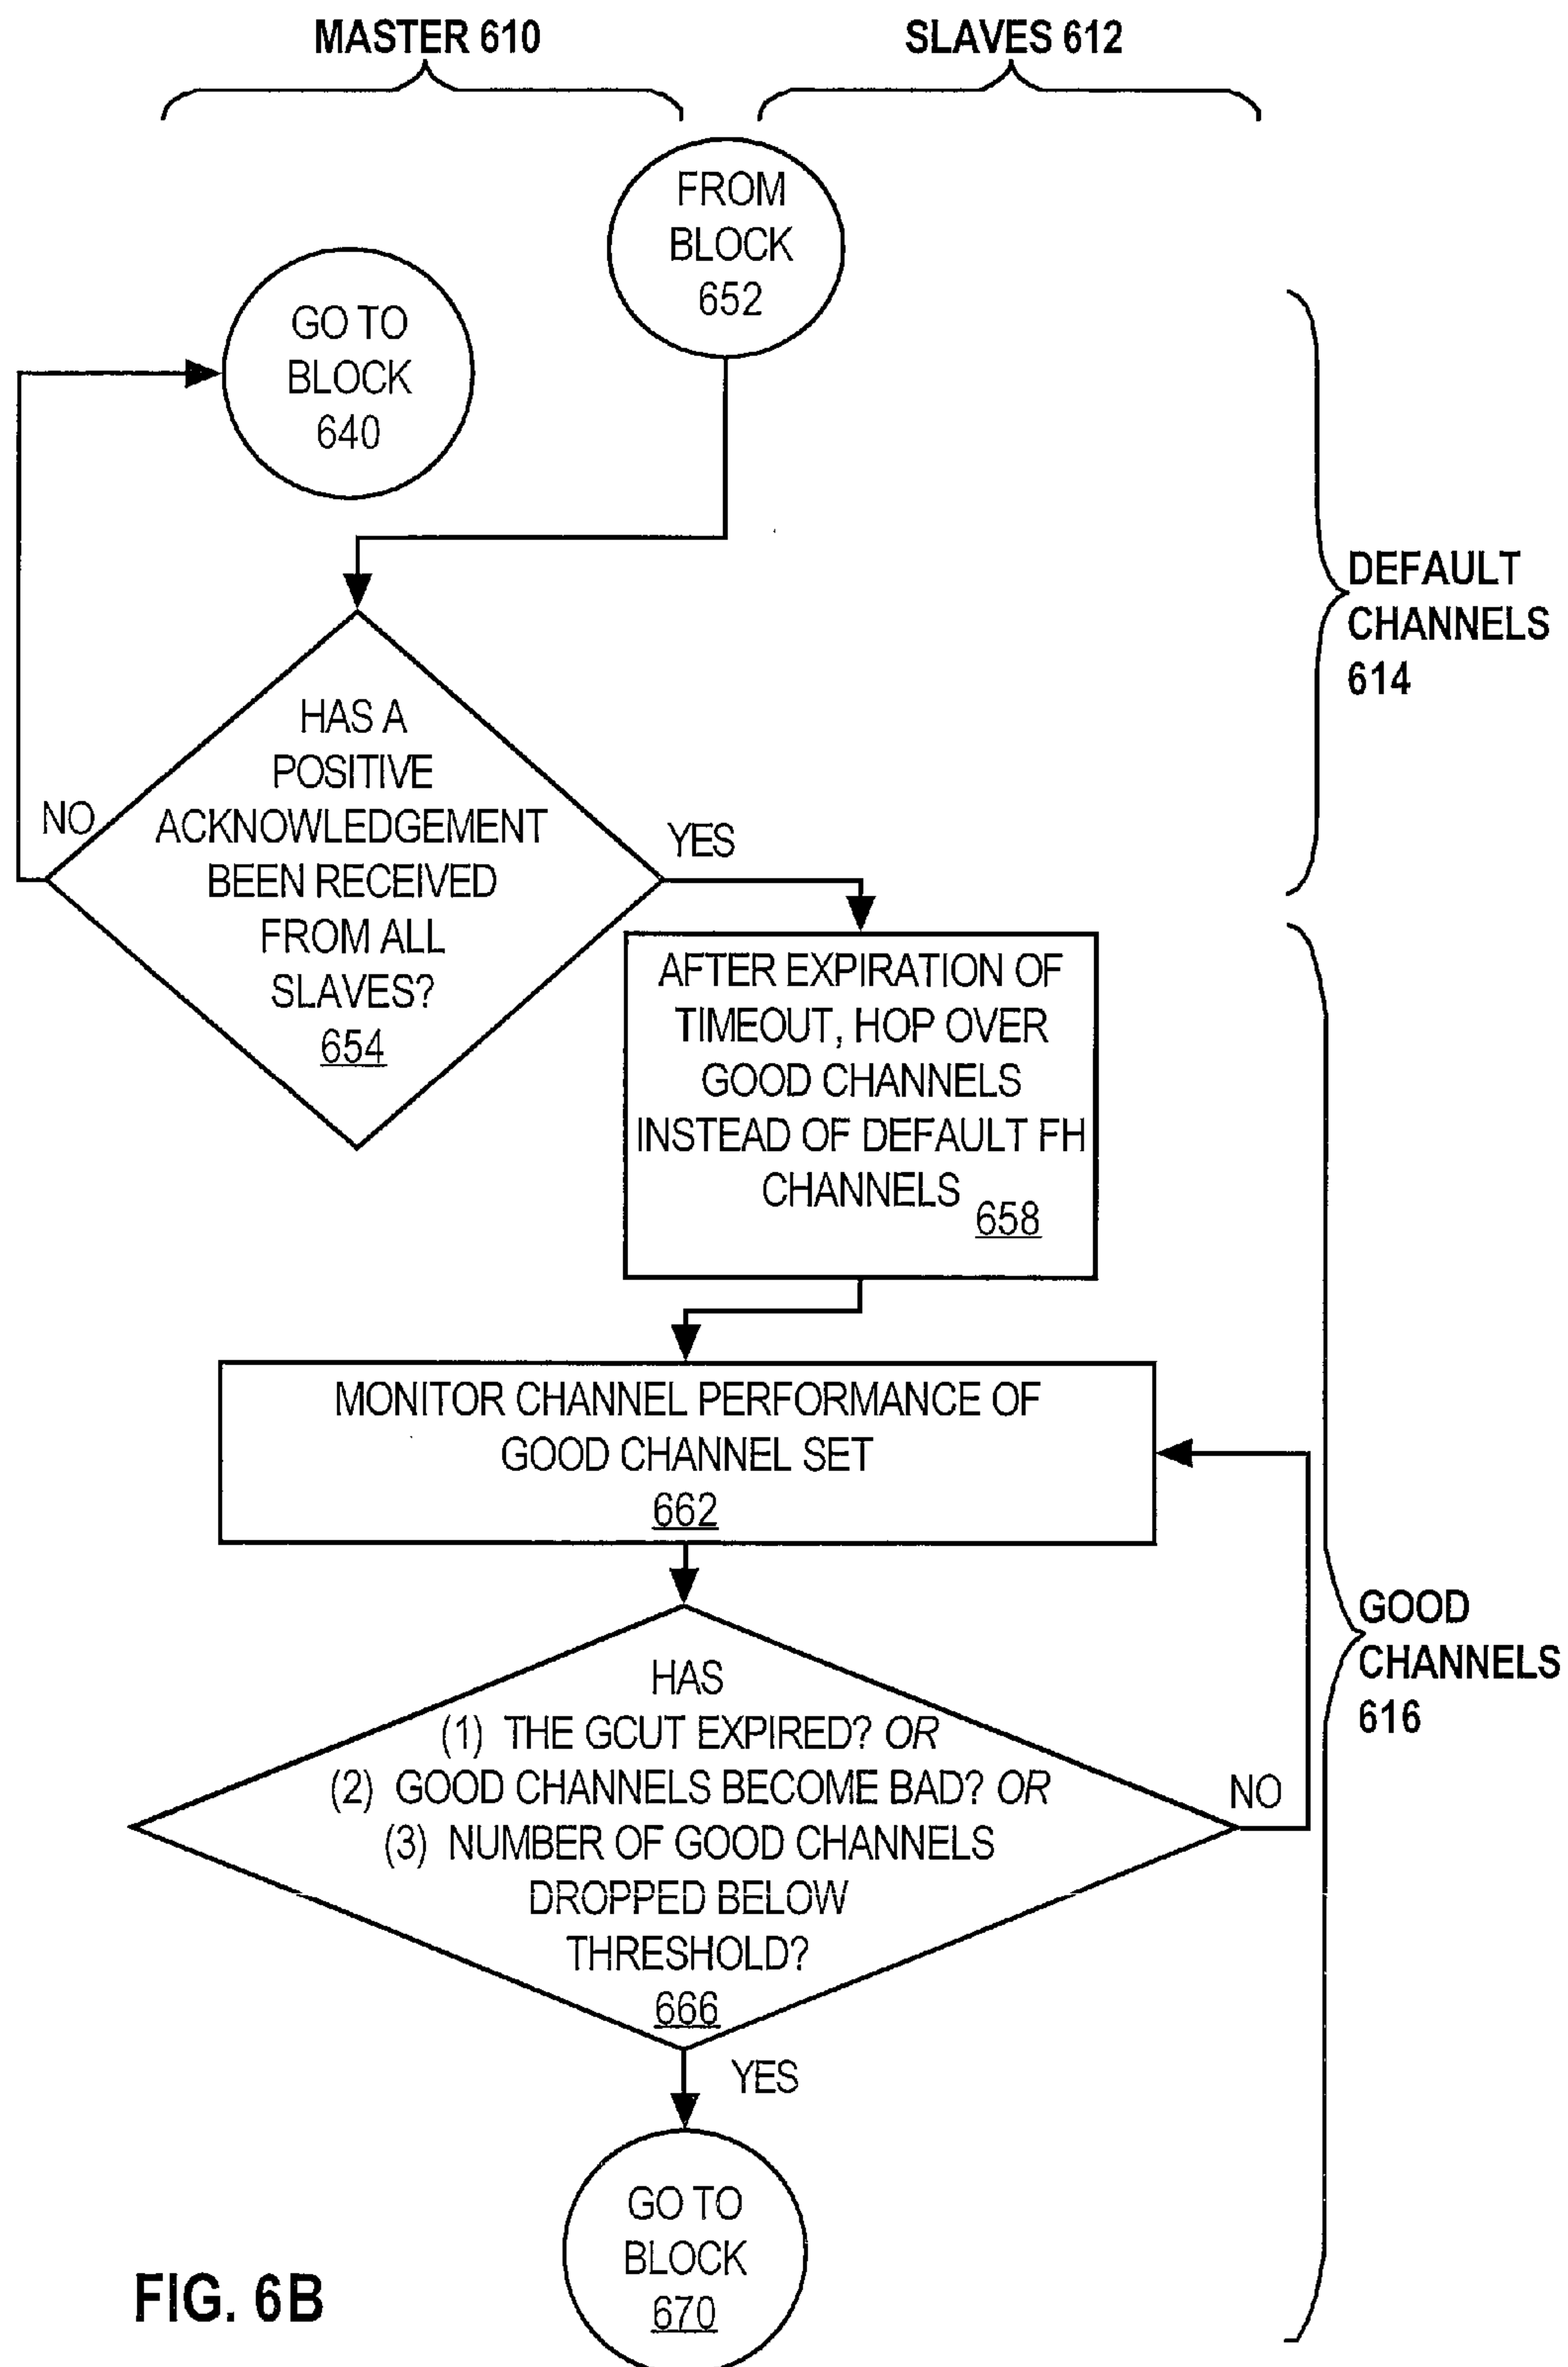 MASTER 610
SLAVES 612
FROM
BLOCK
652
GO TO
BLOCK
640
DEFAULT
CHANNELS
614
HAS A
POSITIVE
ACKNOWLEDGEMENT
BEEN RECEIVED
FROM ALL
SLAVES?
654
NO
YES
AFTER EXPIRATION OF
TIMEOUT, HOP OVER
GOOD CHANNELS
INSTEAD OF DEFAULT FH
CHANNELS
658
MONITOR CHANNEL PERFORMANCE OF
GOOD CHANNEL SET
662
GOOD
CHANNELS
616
HAS
(1) THE GCUT EXPIRED? OR
(2) GOOD CHANNELS BECOME BAD? OR
(3) NUMBER OF GOOD CHANNELS
DROPPED BELOW
THRESHOLD?
666
NO
YES
GO TO
BLOCK
670
FIG. 6B